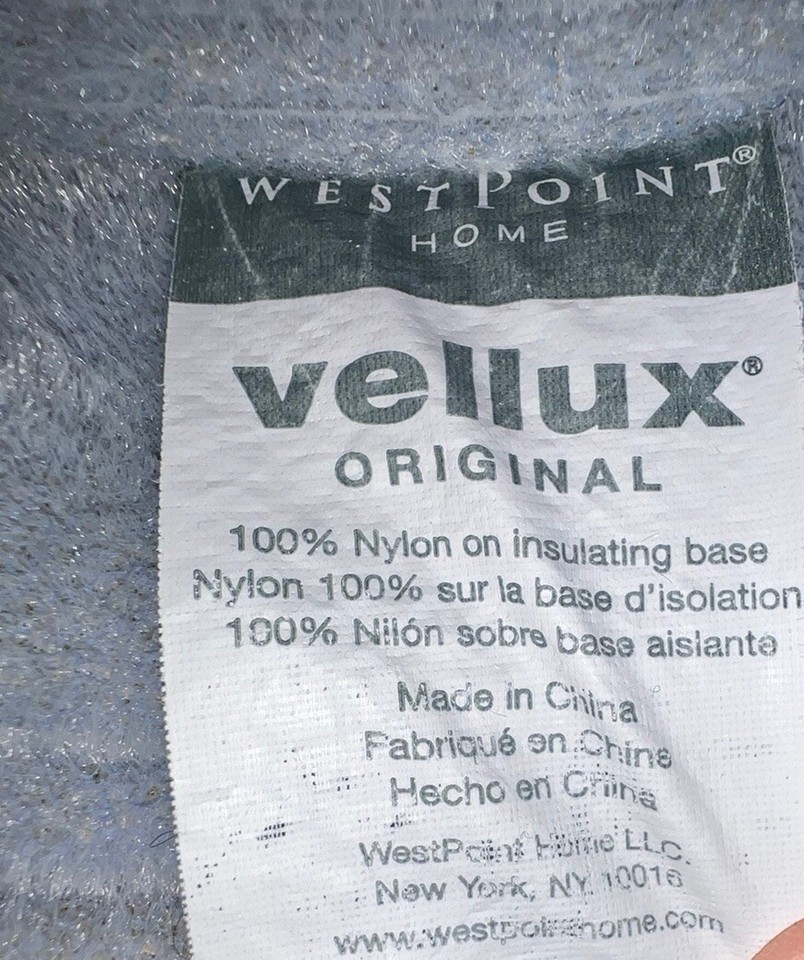 WESTPOINT®
HOME
vellux®
ORIGINAL
100% Nylon on insulating base
Nylon 100% sur la base d'isolation
100% Nilón sobre base aislante
Made in China
Fabriqué en Chine
Hecho en China
WestPoint Home LLC.
New York, NY 10016
www.westpointhome.com